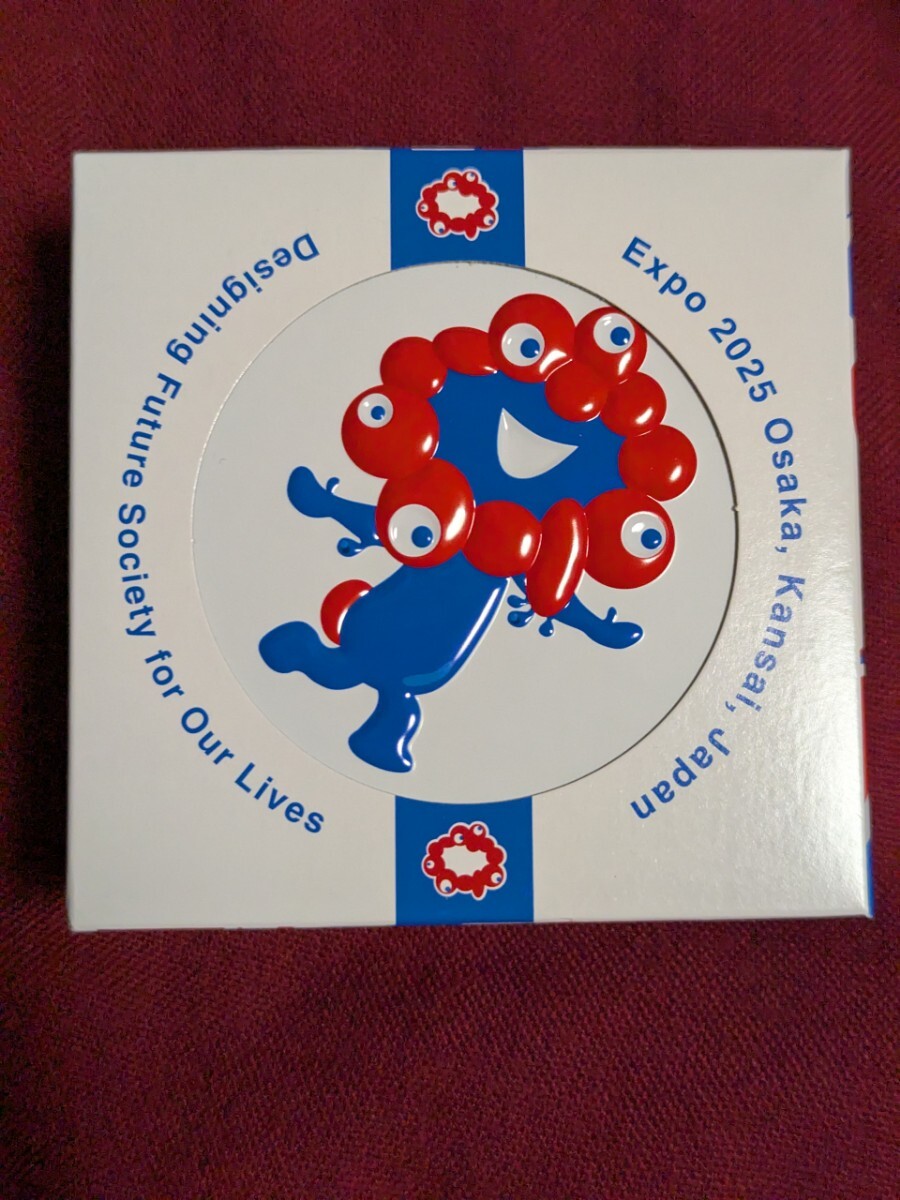 Designing Future Society for Our Lives
Expo 2025 Osaka, Kansai, Japan